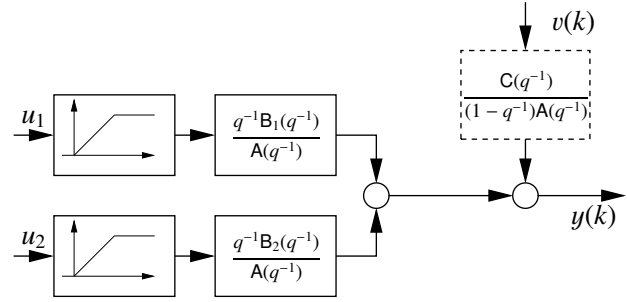 v(k)
C(q⁻¹)
(1 − q⁻¹)A(q⁻¹)
u₁
q⁻¹B₁(q⁻¹)
A(q⁻¹)
y(k)
u₂
q⁻¹B₂(q⁻¹)
A(q⁻¹)